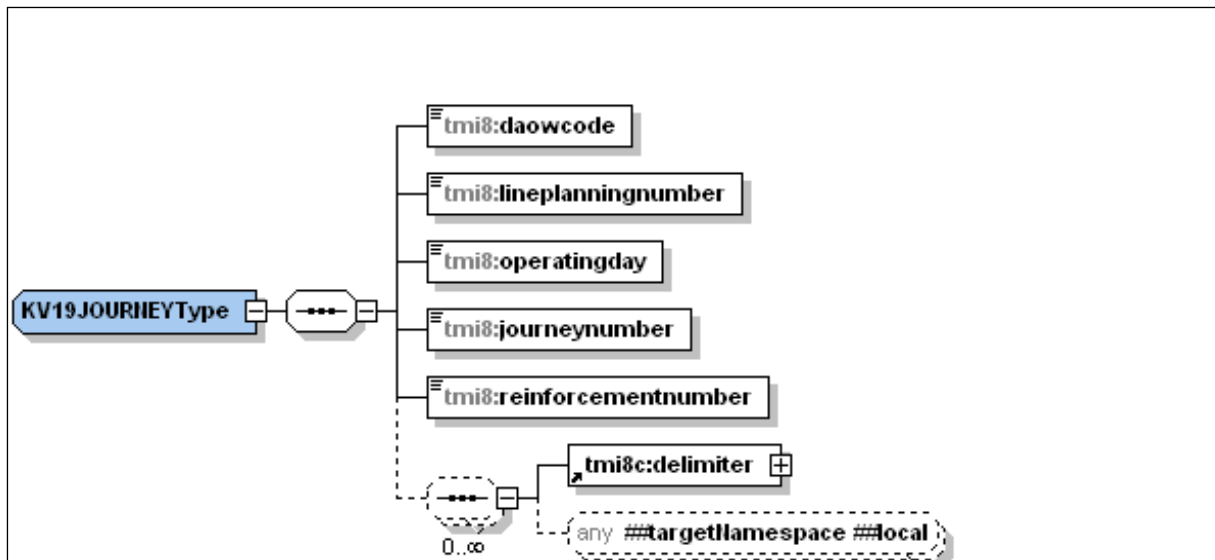 tmi8:daowcode
tmi8:lineplanningnumber
tmi8:operatingday
KV19JOURNEYType
tmi8:journeynumber
tmi8:reinforcementnumber
tmi8c:delimiter
any ##targetNamespace ##local
0..∞